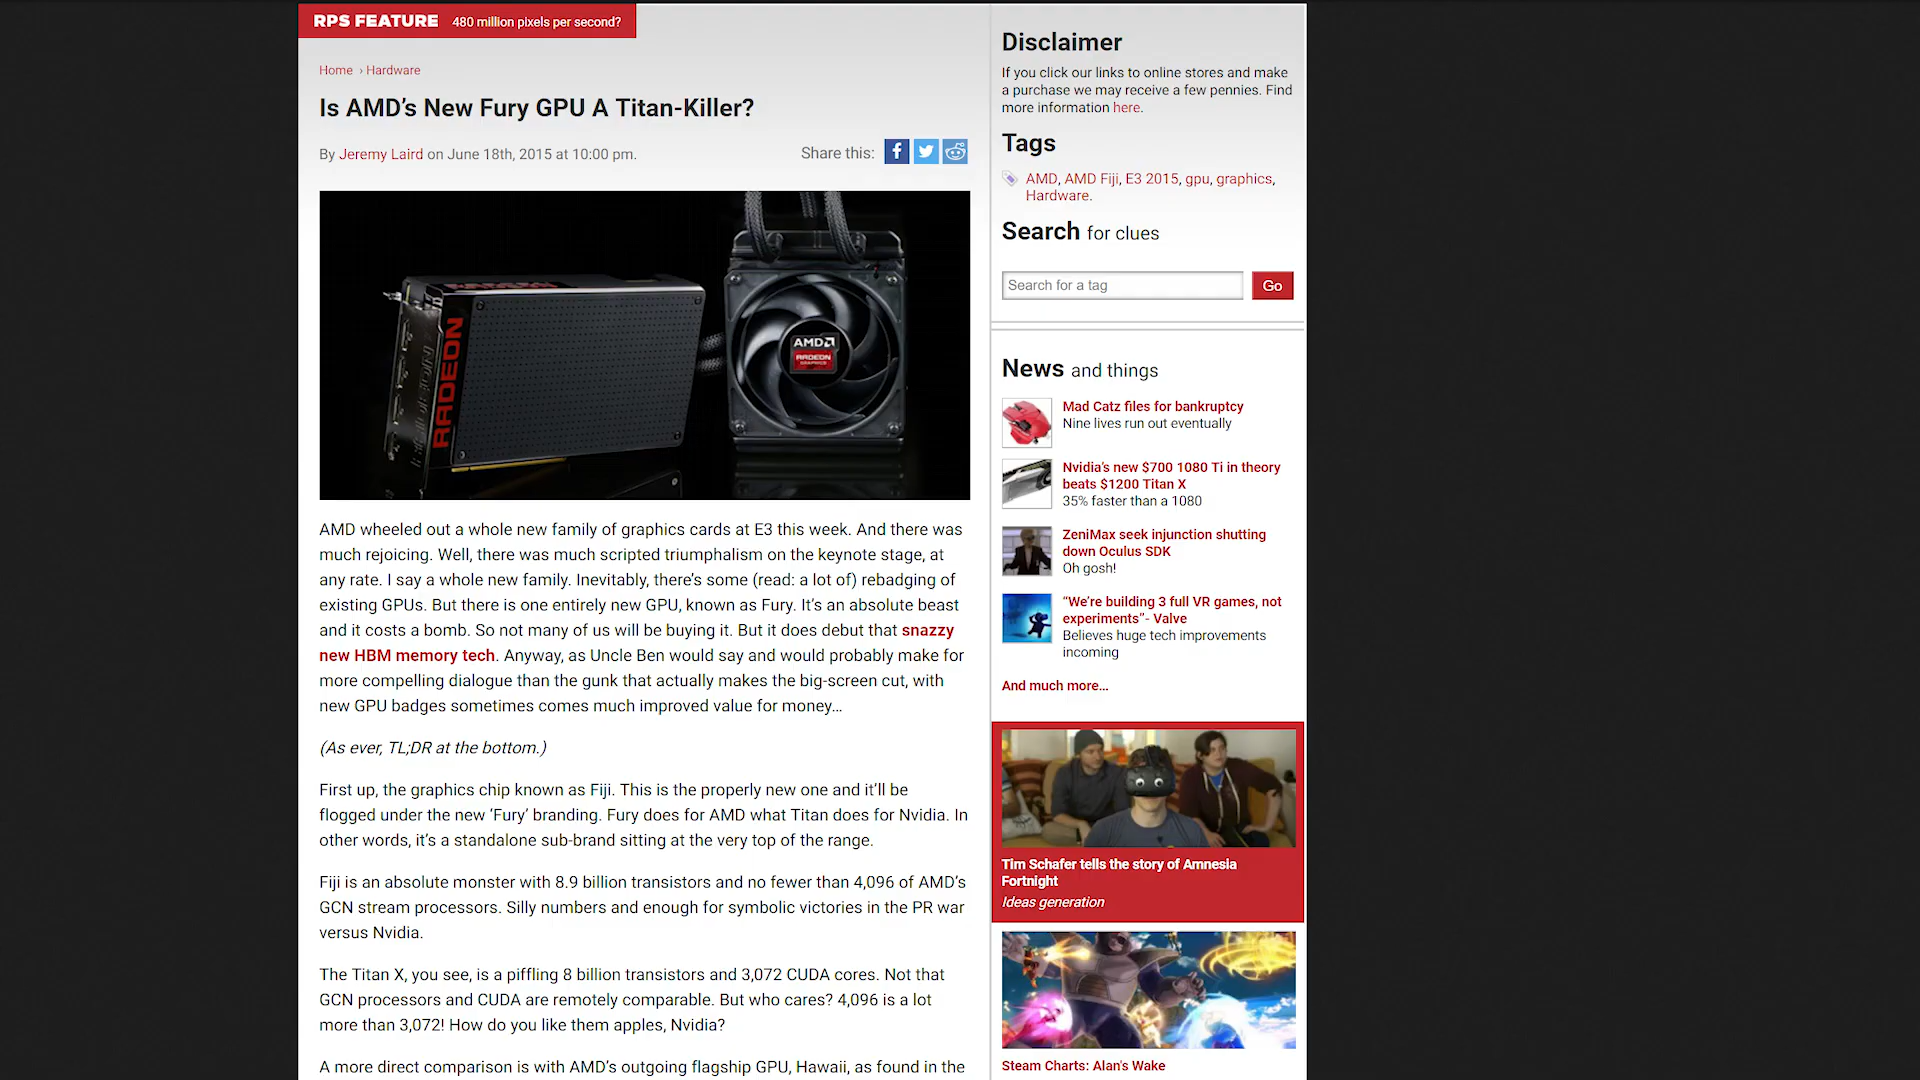 RPS FEATURE 480 million pixels per second?
Home › Hardware
Is AMD’s New Fury GPU A Titan-Killer?
By Jeremy Laird on June 18th, 2015 at 10:00 pm.
Share this:
RADEON
RADEON
AMD
RADEON
GRAPHICS
AMD wheeled out a whole new family of graphics cards at E3 this week. And there was
much rejoicing. Well, there was much scripted triumphalism on the keynote stage, at
any rate. I say a whole new family. Inevitably, there’s some (read: a lot of) rebadging of
existing GPUs. But there is one entirely new GPU, known as Fury. It’s an absolute beast
and it costs a bomb. So not many of us will be buying it. But it does debut that snazzy
new HBM memory tech. Anyway, as Uncle Ben would say and would probably make for
more compelling dialogue than the gunk that actually makes the big-screen cut, with
new GPU badges sometimes comes much improved value for money…
(As ever, TL;DR at the bottom.)
First up, the graphics chip known as Fiji. This is the properly new one and it’ll be
flogged under the new ‘Fury’ branding. Fury does for AMD what Titan does for Nvidia. In
other words, it’s a standalone sub-brand sitting at the very top of the range.
Fiji is an absolute monster with 8.9 billion transistors and no fewer than 4,096 of AMD’s
GCN stream processors. Silly numbers and enough for symbolic victories in the PR war
versus Nvidia.
The Titan X, you see, is a piffling 8 billion transistors and 3,072 CUDA cores. Not that
GCN processors and CUDA are remotely comparable. But who cares? 4,096 is a lot
more than 3,072! How do you like them apples, Nvidia?
A more direct comparison is with AMD’s outgoing flagship GPU, Hawaii, as found in the
Disclaimer
If you click our links to online stores and make
a purchase we may receive a few pennies. Find
more information here.
Tags
AMD, AMD Fiji, E3 2015, gpu, graphics,
Hardware.
Search for clues
Search for a tag
Go
News and things
Mad Catz files for bankruptcy
Nine lives run out eventually
Nvidia’s new $700 1080 Ti in theory
beats $1200 Titan X
35% faster than a 1080
ZeniMax seek injunction shutting
down Oculus SDK
Oh gosh!
“We’re building 3 full VR games, not
experiments”- Valve
Believes huge tech improvements
incoming
And much more…
Tim Schafer tells the story of Amnesia
Fortnight
Ideas generation
Steam Charts: Alan's Wake